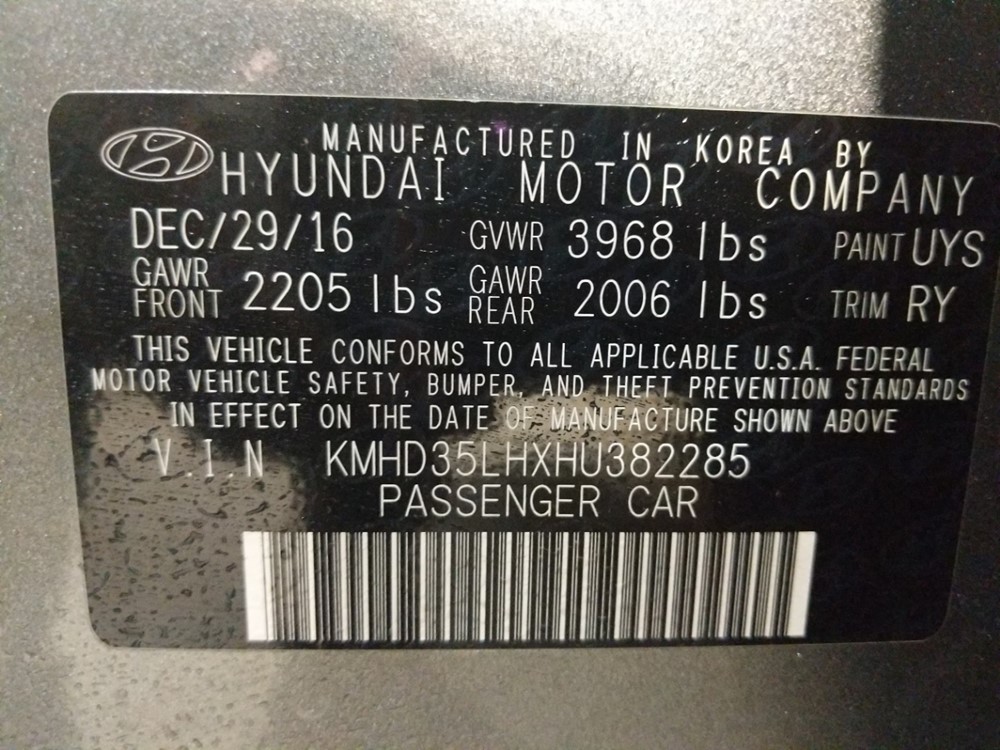 MANUFACTURED IN KOREA BY
HYUNDAI MOTOR COMPANY
DEC/29/16 GVWR 3968 lbs PAINT UYS
GAWR FRONT 2205 lbs GAWR REAR 2006 lbs TRIM RY
THIS VEHICLE CONFORMS TO ALL APPLICABLE U.S.A. FEDERAL
MOTOR VEHICLE SAFETY, BUMPER, AND THEFT PREVENTION STANDARDS
IN EFFECT ON THE DATE OF MANUFACTURE SHOWN ABOVE
V.I.N KMHD35LHXHU382285
PASSENGER CAR